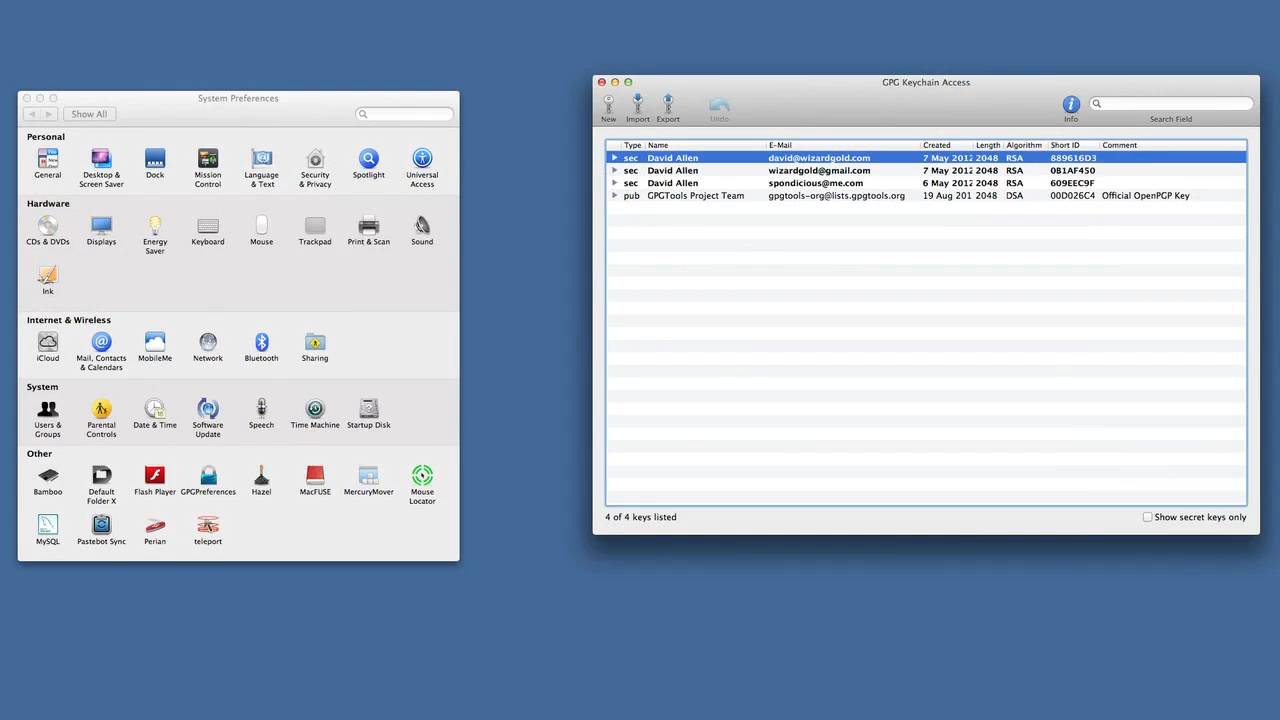 System Preferences
Show All
Personal
General
Desktop & Screen Saver
Dock
Mission Control
Language & Text
Security & Privacy
Spotlight
Universal Access
Hardware
CDs & DVDs
Displays
Energy Saver
Keyboard
Mouse
Trackpad
Print & Scan
Sound
Ink
Internet & Wireless
iCloud
Mail, Contacts & Calendars
MobileMe
Network
Bluetooth
Sharing
System
Users & Groups
Parental Controls
Date & Time
Software Update
Speech
Time Machine
Startup Disk
Other
Bamboo
Default Folder X
Flash Player
GPGPreferences
Hazel
MacFUSE
MercuryMover
Mouse Locator
MySQL
Pastebot Sync
Perian
teleport
GPG Keychain Access
New Import Export Undo Info Search Field
Type Name E-Mail Created Length Algorithm Short ID Comment
sec David Allen david@wizardgold.com 7 May 2012 2048 RSA 889616D3
sec David Allen wizardgold@gmail.com 7 May 2012 2048 RSA 0B1AF450
sec David Allen spondicious@me.com 6 May 2012 2048 RSA 609EEC9F
pub GPGTools Project Team gpgtools-org@lists.gpgtools.org 19 Aug 201 2048 DSA 00D026C4 Official OpenPGP Key
4 of 4 keys listed
Show secret keys only